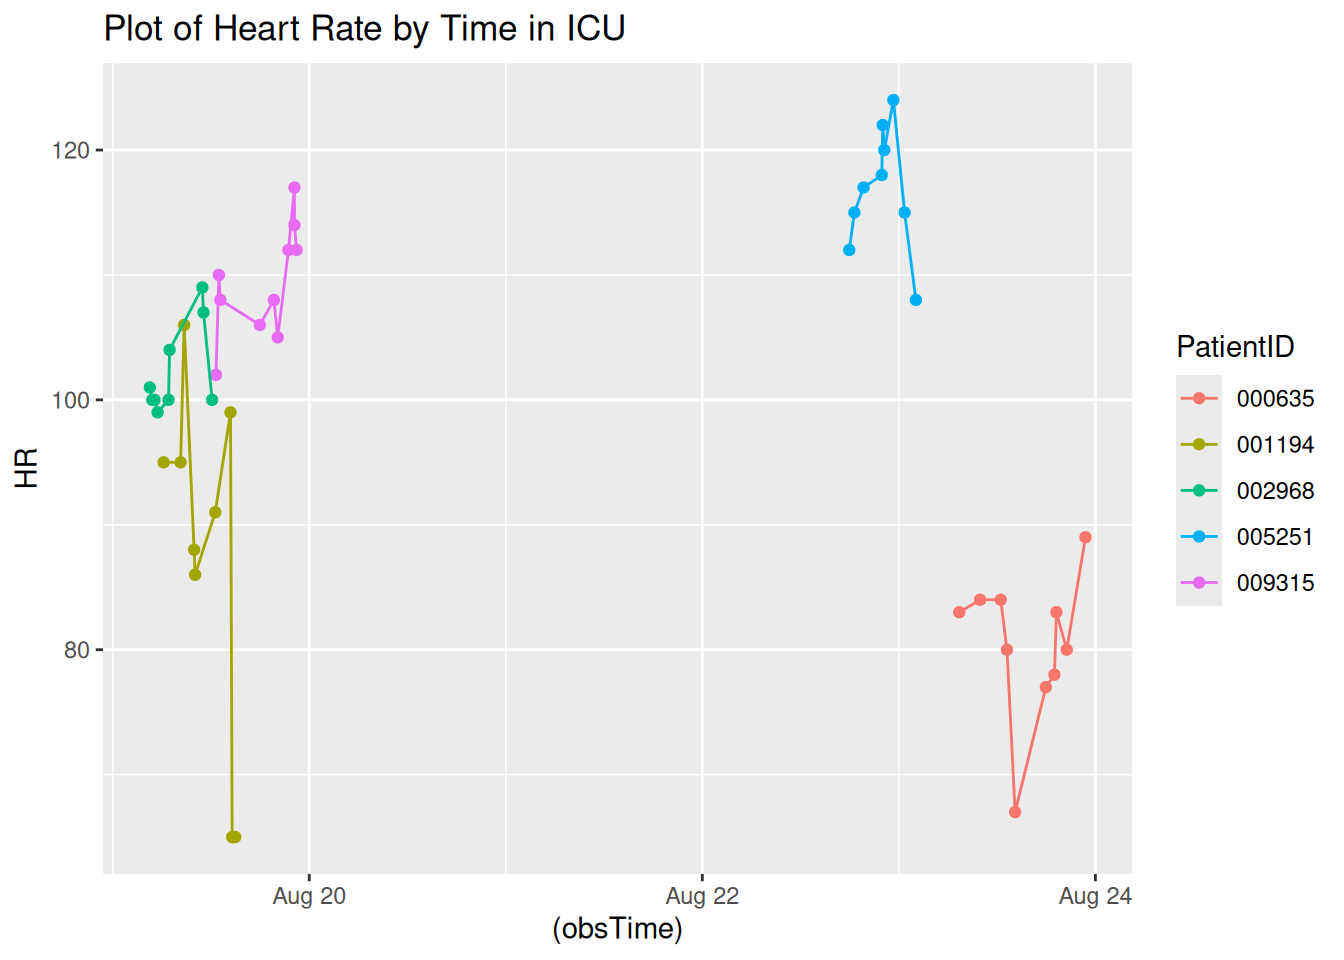 Plot of Heart Rate by Time in ICU
120
100
80
HR
Aug 20
Aug 22
Aug 24
(obsTime)
PatientID
000635
001194
002968
005251
009315